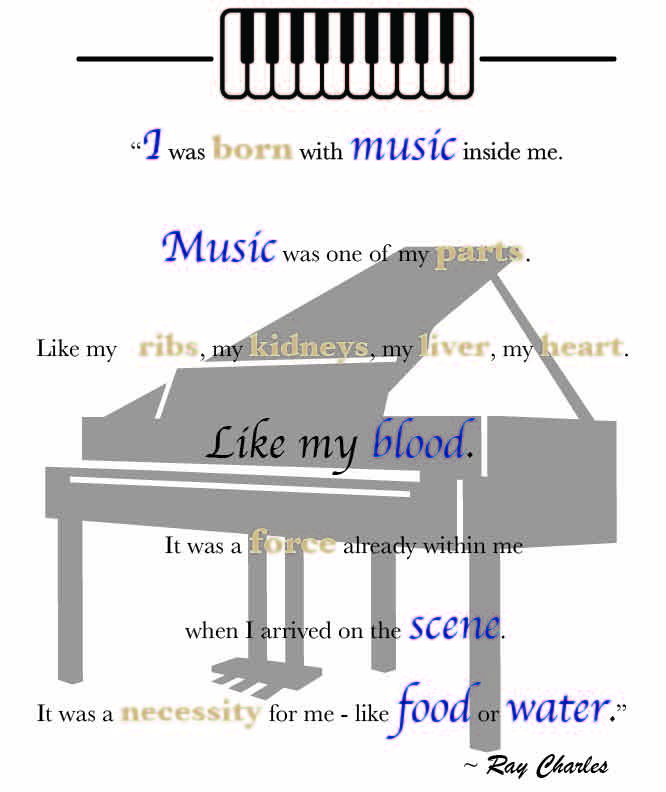 “I was born with music inside me.
Music was one of my parts.
Like my ribs, my kidneys, my liver, my heart.
Like my blood.
It was a force already within me
when I arrived on the scene.
It was a necessity for me - like food or water.”
~ Ray Charles